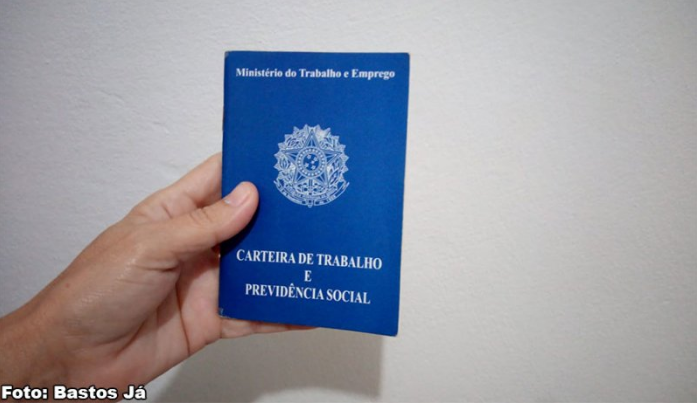 Ministério do Trabalho e Emprego
CARTEIRA DE TRABALHO
E
PREVIDÊNCIA SOCIAL
Foto: Bastos Já